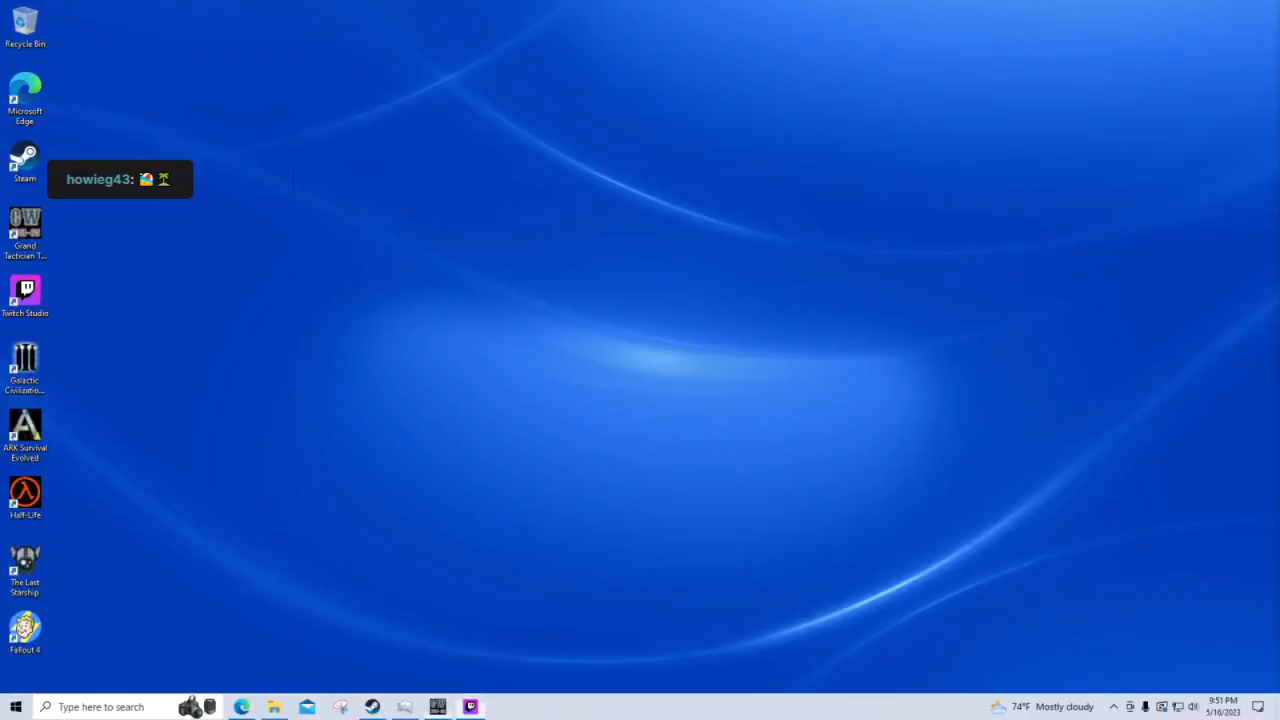 Recycle Bin
Microsoft
Edge
Steam
howieg43:
Grand
Tactician T...
Twitch Studio
Galactic
Civilizatio...
ARK Survival
Evolved
Half-Life
The Last
Starship
Fallout 4
Type here to search
74°F Mostly cloudy
9:51 PM
5/16/2023